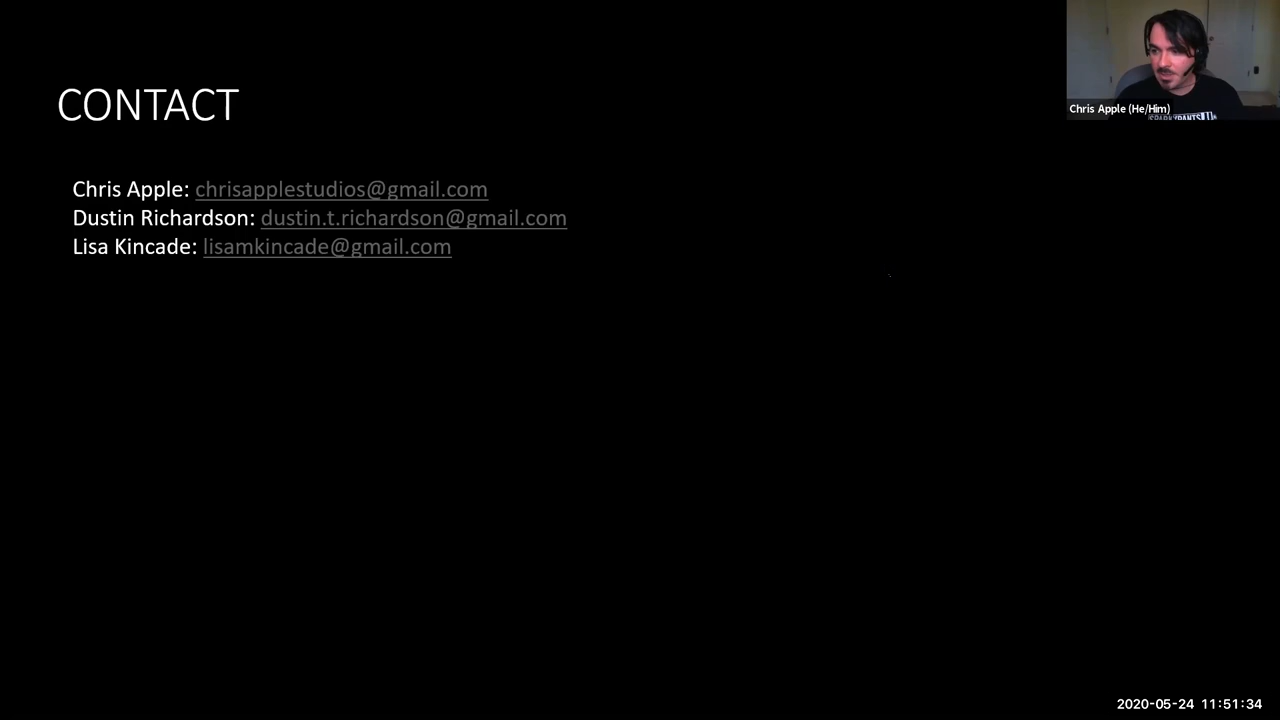 CONTACT
Chris Apple: chrisapplestudios@gmail.com
Dustin Richardson: dustin.t.richardson@gmail.com
Lisa Kincade: lisamkincade@gmail.com
Chris Apple (He/Him)
2020-05-24 11:51:34